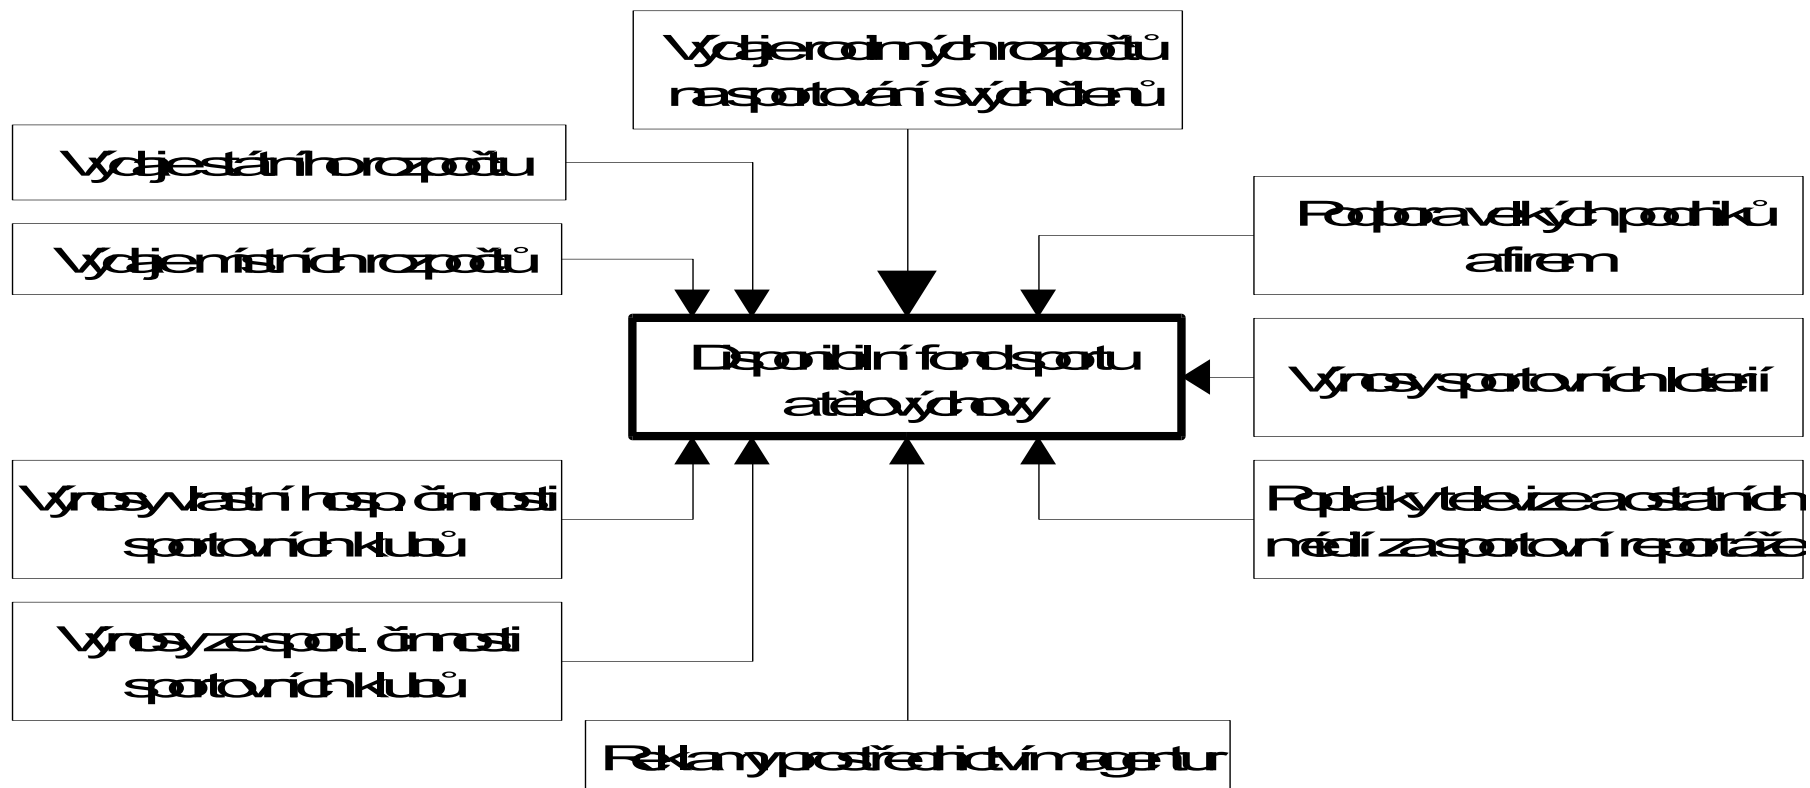 Výdaje rodinných rozpočtů
na sportování svých členů
Výdaje státního rozpočtu
Výdaje místních rozpočtů
Podpora velkých podniků
a firem
Disponibilní fond sportu
a tělovýchovy
Výnosy sportovních loterií
Výnosy vlastní hosp. činnosti
sportovních klubů
Poplatky televize a ostatních
médií za sportovní reportáže
Výnosy ze sport. činnosti
sportovních klubů
Reklamy prostřednictvím agentur